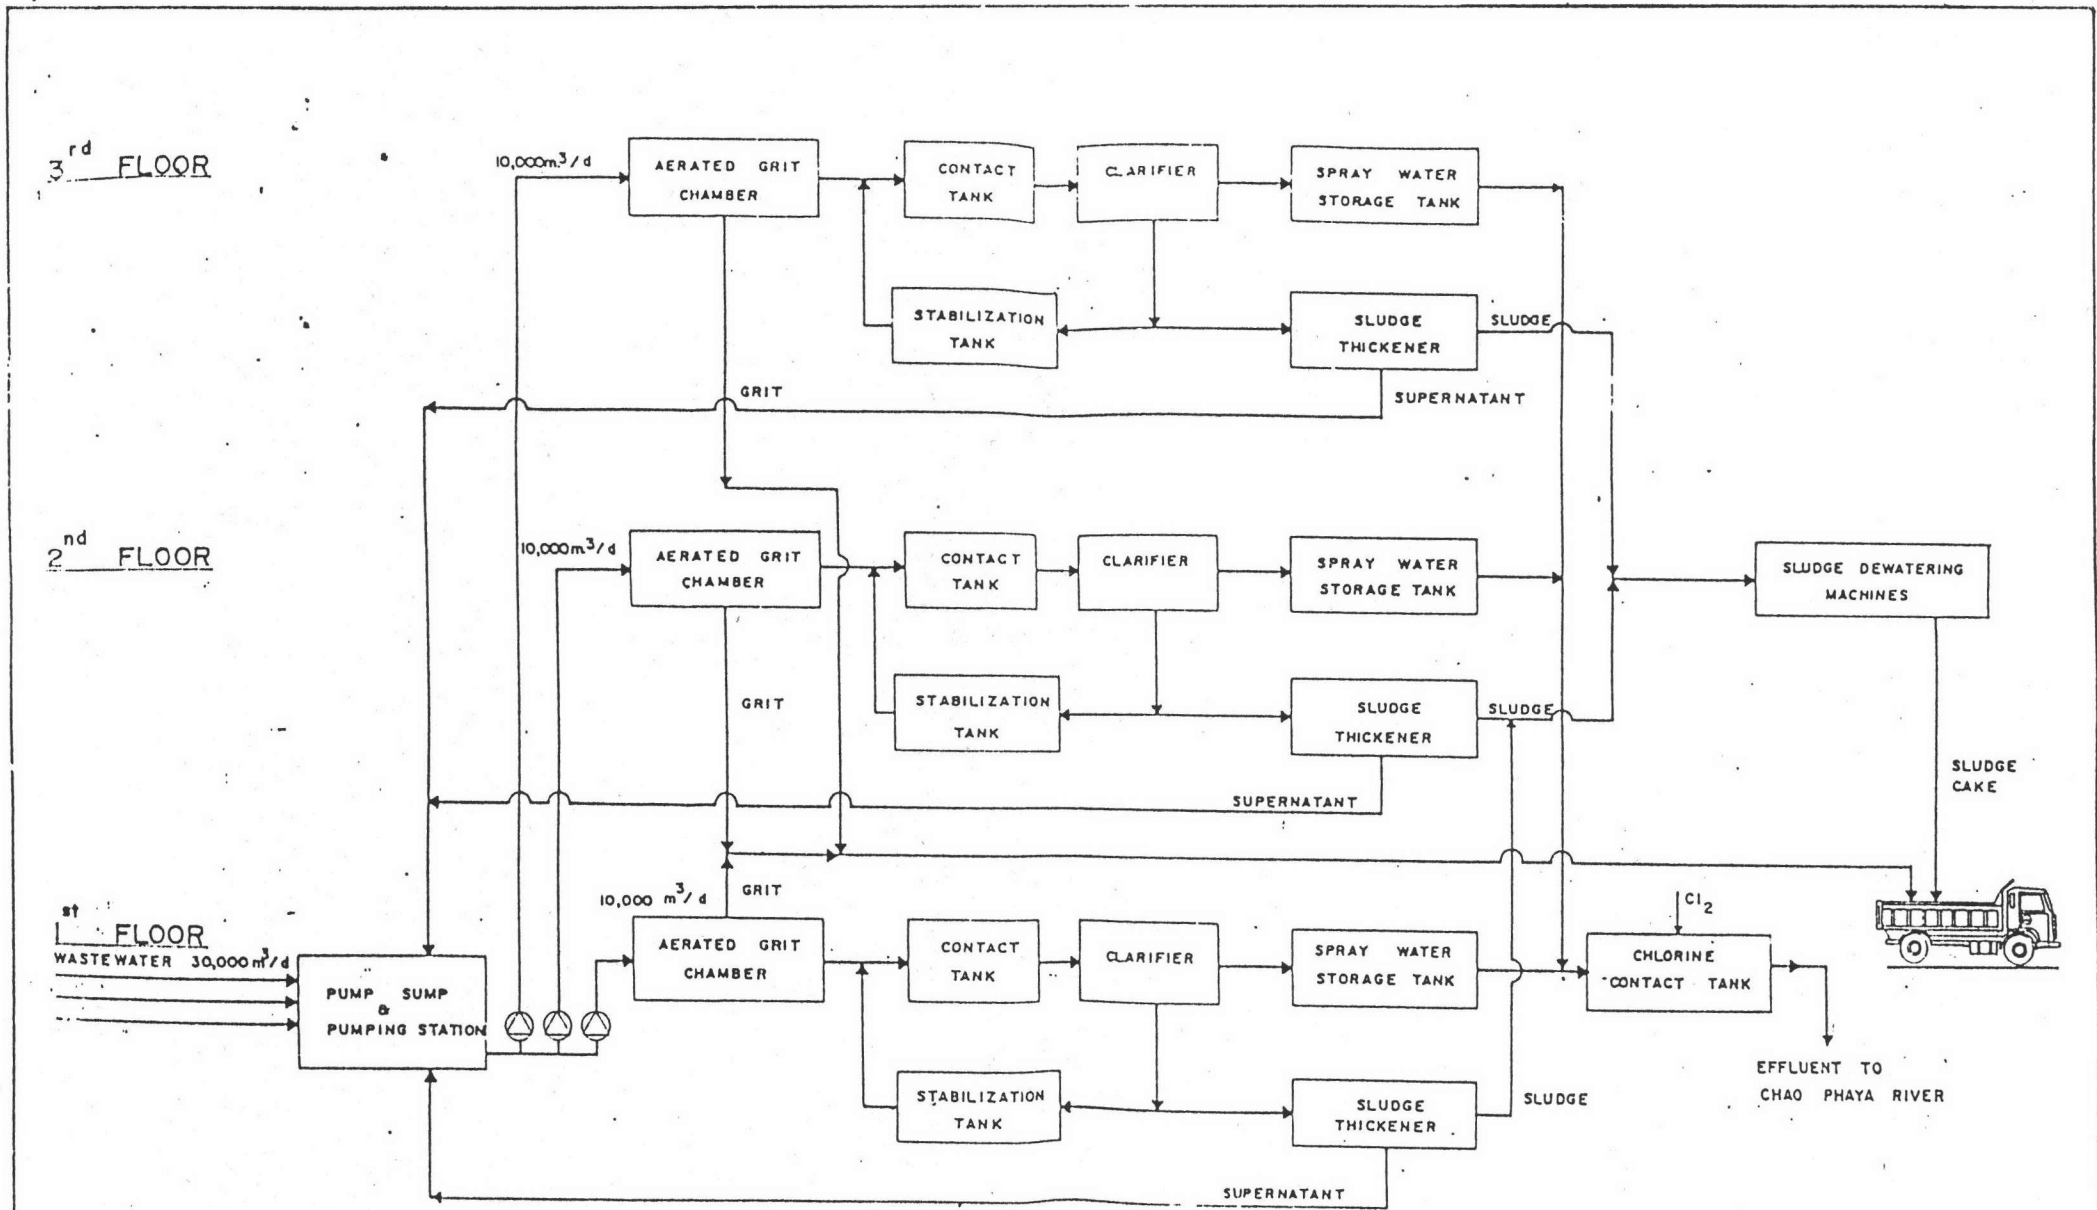 3rd FLOOR
10,000m³/d
AERATED GRIT
CHAMBER
CONTACT
TANK
CLARIFIER
SPRAY WATER
STORAGE TANK
STABILIZATION
TANK
SLUDGE
THICKENER
SLUDGE
GRIT
SUPERNATANT
2nd FLOOR
10,000m³/d
AERATED GRIT
CHAMBER
CONTACT
TANK
CLARIFIER
SPRAY WATER
STORAGE TANK
SLUDGE DEWATERING
MACHINES
STABILIZATION
TANK
SLUDGE
THICKENER
SLUDGE
GRIT
SLUDGE
CAKE
SUPERNATANT
1st FLOOR
10,000 m³/d
GRIT
WASTEWATER 30,000m³/d
PUMP SUMP
&
PUMPING STATION
AERATED GRIT
CHAMBER
CONTACT
TANK
CLARIFIER
SPRAY WATER
STORAGE TANK
Cl₂
CHLORINE
CONTACT TANK
STABILIZATION
TANK
SLUDGE
THICKENER
SLUDGE
EFFLUENT TO
CHAO PHAYA RIVER
SUPERNATANT